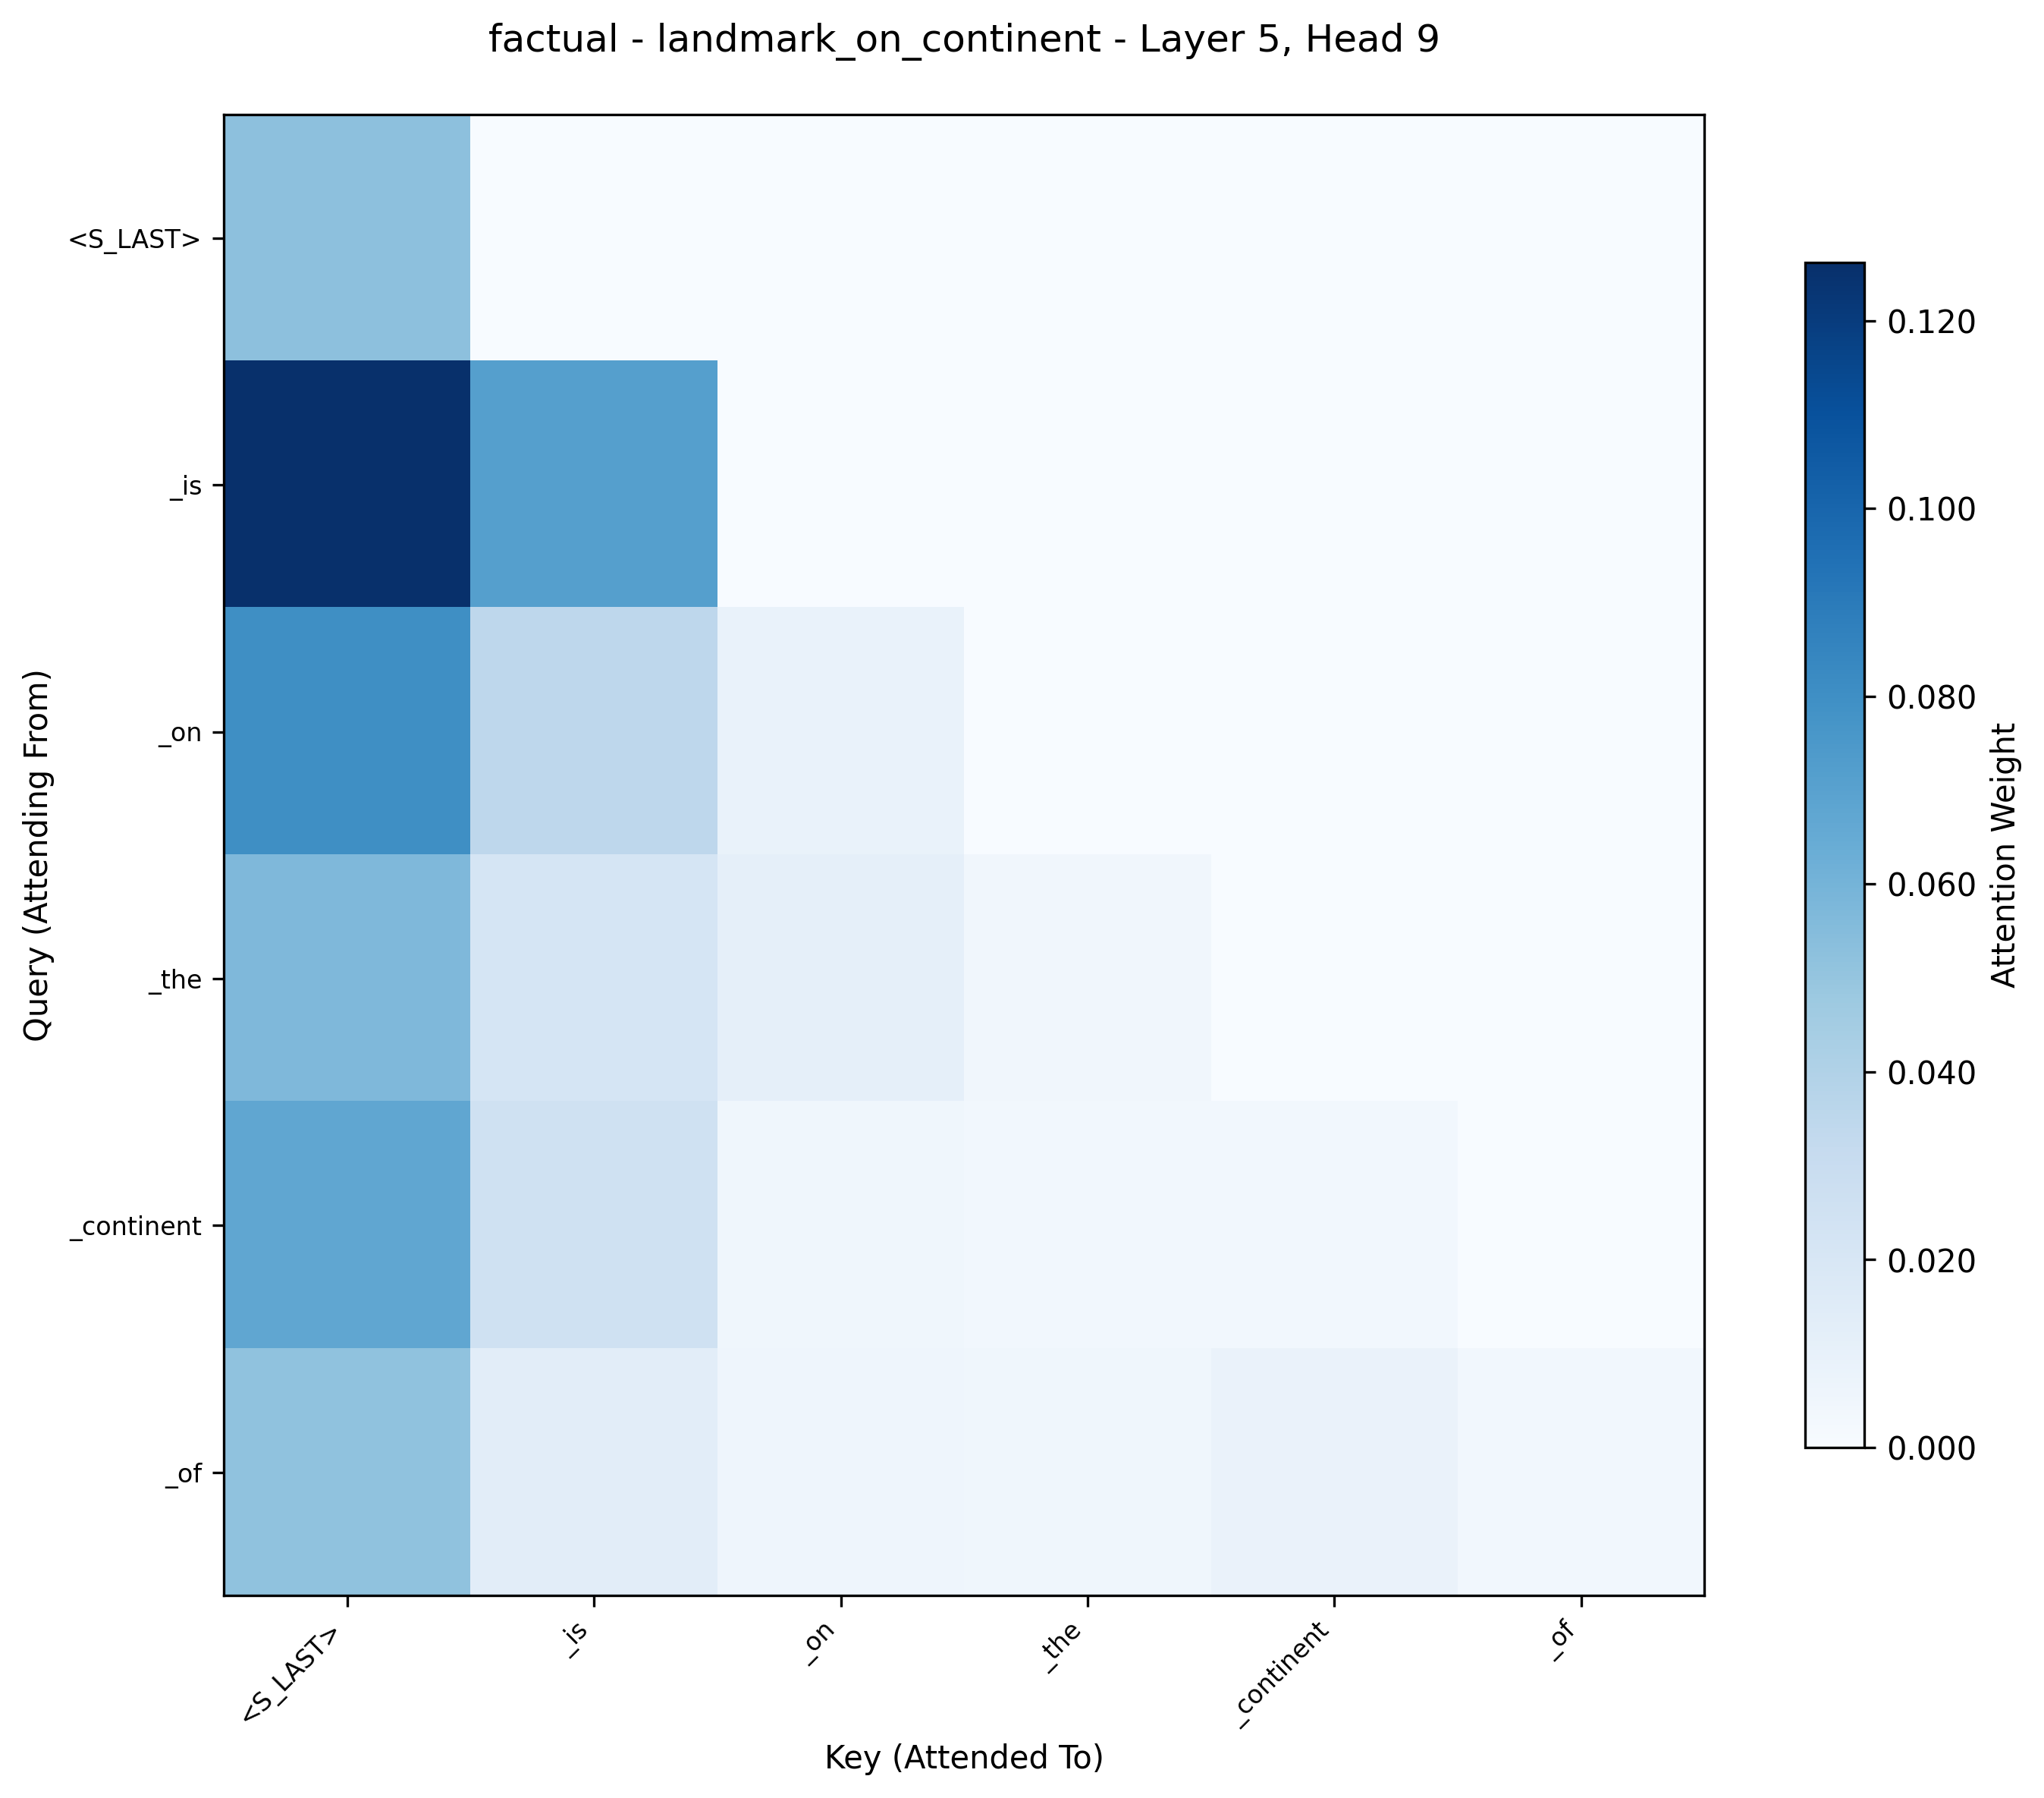 factual - landmark_on_continent - Layer 5, Head 9
Query (Attending From)
<S_LAST>
_is
_on
_the
_continent
_of
<S_LAST>
_is
_on
_the
_continent
_of
Key (Attended To)
0.120
0.100
0.080
0.060
0.040
0.020
0.000
Attention Weight